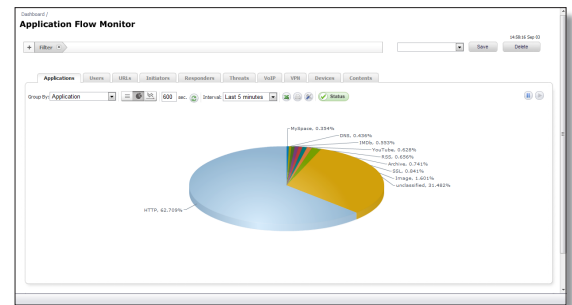 Dashboard /
Application Flow Monitor
14:59:16 Sep 03
+ Filter
Save
Delete
Applications Users URLs Initiators Responders Threats VoIP VPN Devices Contents
Group By: Application 600 sec. Interval: Last 5 minutes Status
MySpace, 0.354%
DNS, 0.436%
IMDb, 0.553%
YouTube, 0.628%
RSS, 0.656%
Archive, 0.741%
SSL, 0.841%
Image, 1.601%
unclassified, 31.482%
HTTP, 62.709%